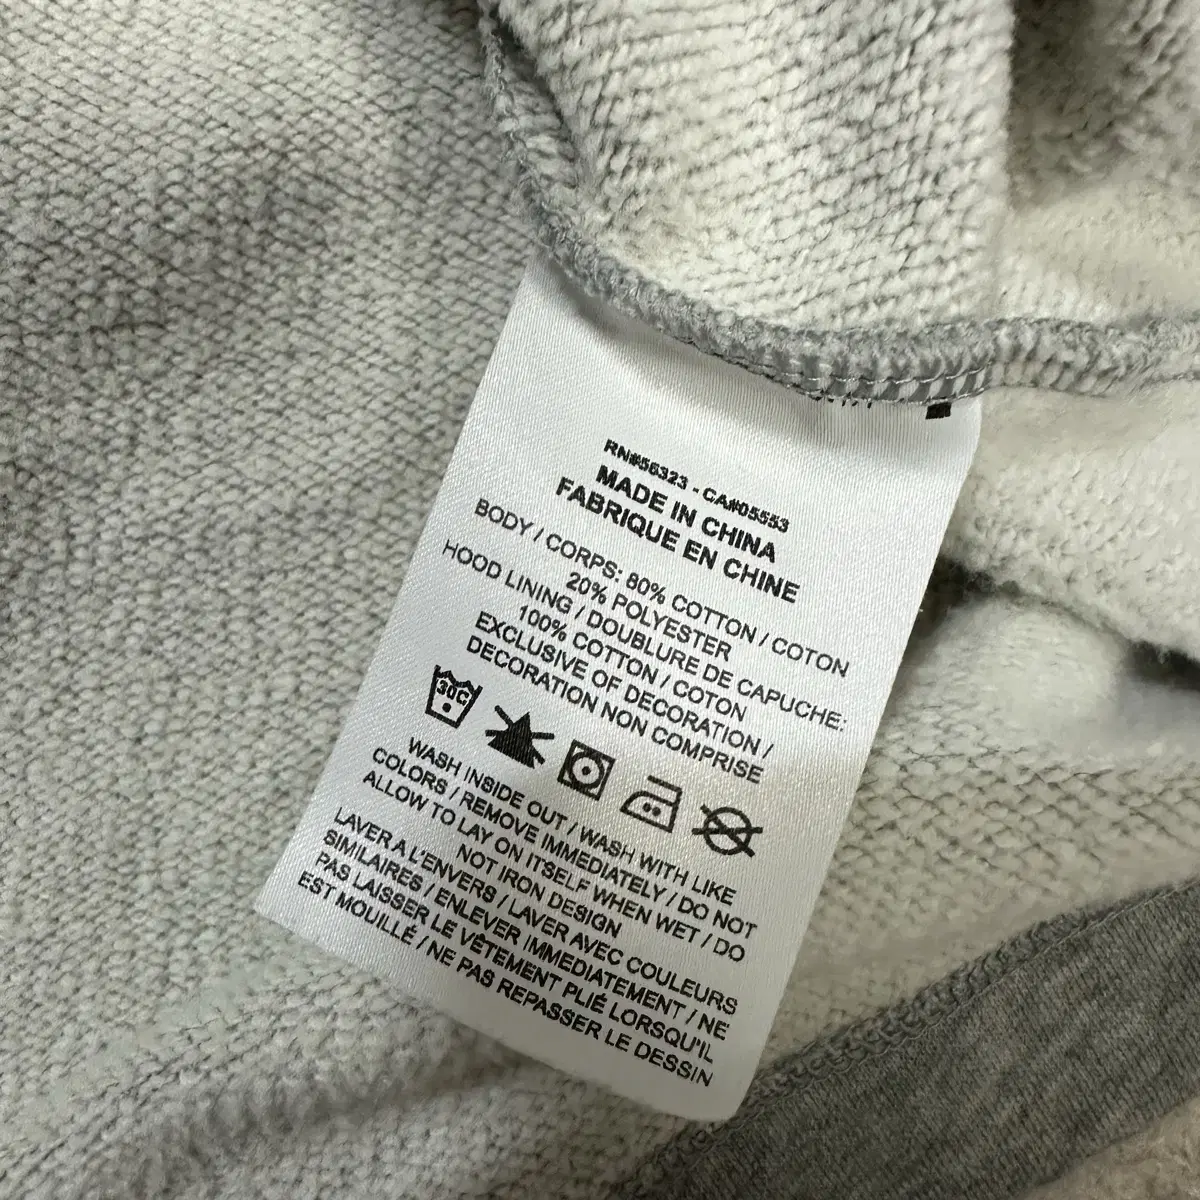 RN#56323 - CA#05553
MADE IN CHINA
FABRIQUE EN CHINE
BODY / CORPS: 80% COTTON / COTON
20% POLYESTER
HOOD LINING / DOUBLURE DE CAPUCHE:
100% COTTON / COTON
EXCLUSIVE OF DECORATION /
DECORATION NON COMPRISE
30C
WASH INSIDE OUT / WASH WITH LIKE
COLORS / REMOVE IMMEDIATELY / DO NOT
ALLOW TO LAY ON ITSELF WHEN WET / DO
NOT IRON DESIGN
LAVER A L'ENVERS / LAVER AVEC COULEURS
SIMILAIRES / ENLEVER IMMEDIATEMENT / NE
PAS LAISSER LE VÊTEMENT PLIÉ LORSQU'IL
EST MOUILLÉ / NE PAS REPASSER LE DESSIN